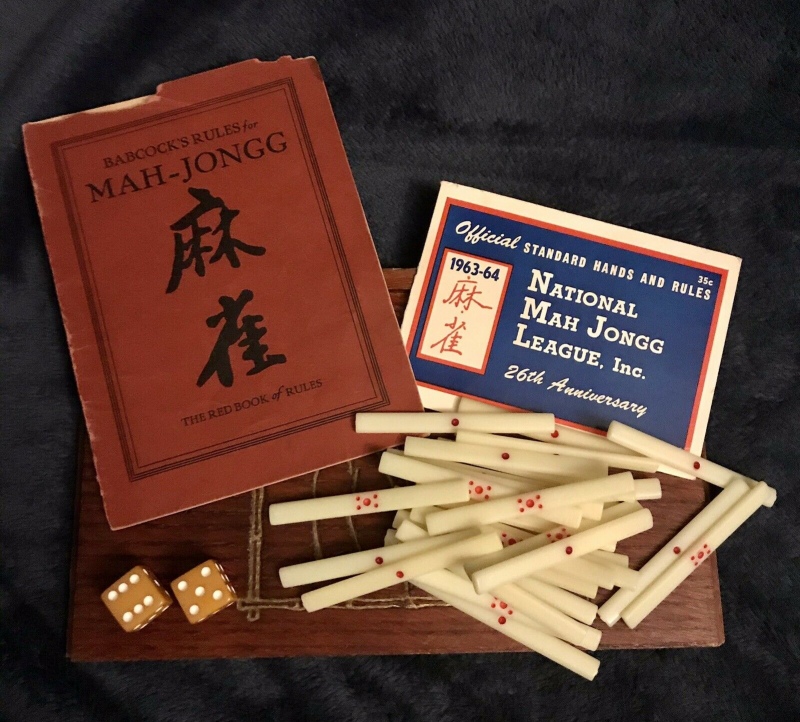 BABCOCK'S RULES for
MAH-JONGG
麻
雀
THE RED BOOK of RULES
Official STANDARD HANDS AND RULES
35c
1963-64
麻
雀
NATIONAL
MAH JONGG
LEAGUE, Inc.
26th Anniversary